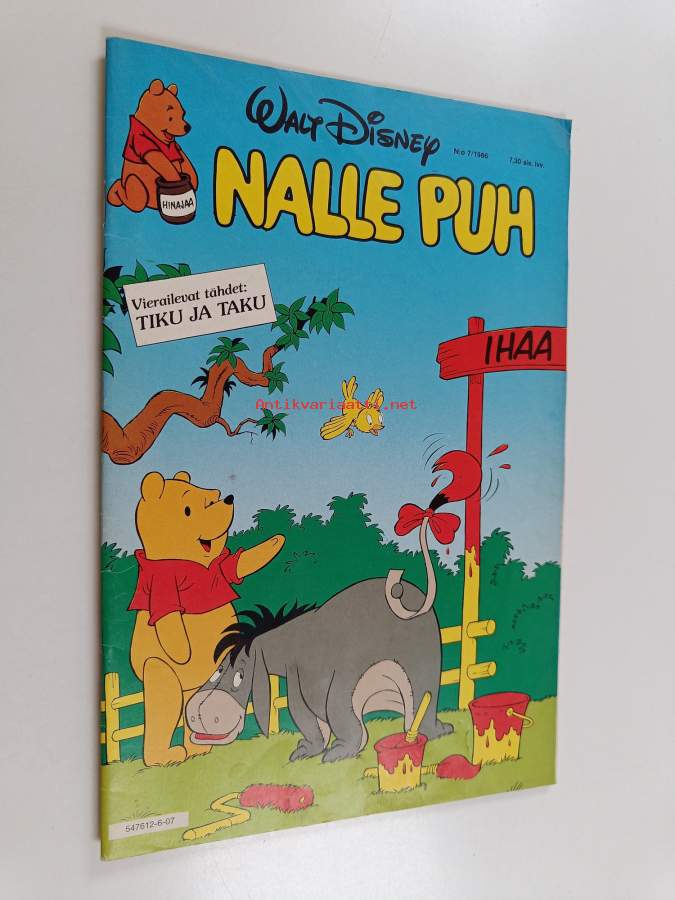 WALT DISNEY
N:o 7/1986 7,30 sis. lvv.
NALLE PUH
HINAJAA
Vierailevat tähdet:
TIKU JA TAKU
IHAA
Antikvariaatti.net
547612-6-07